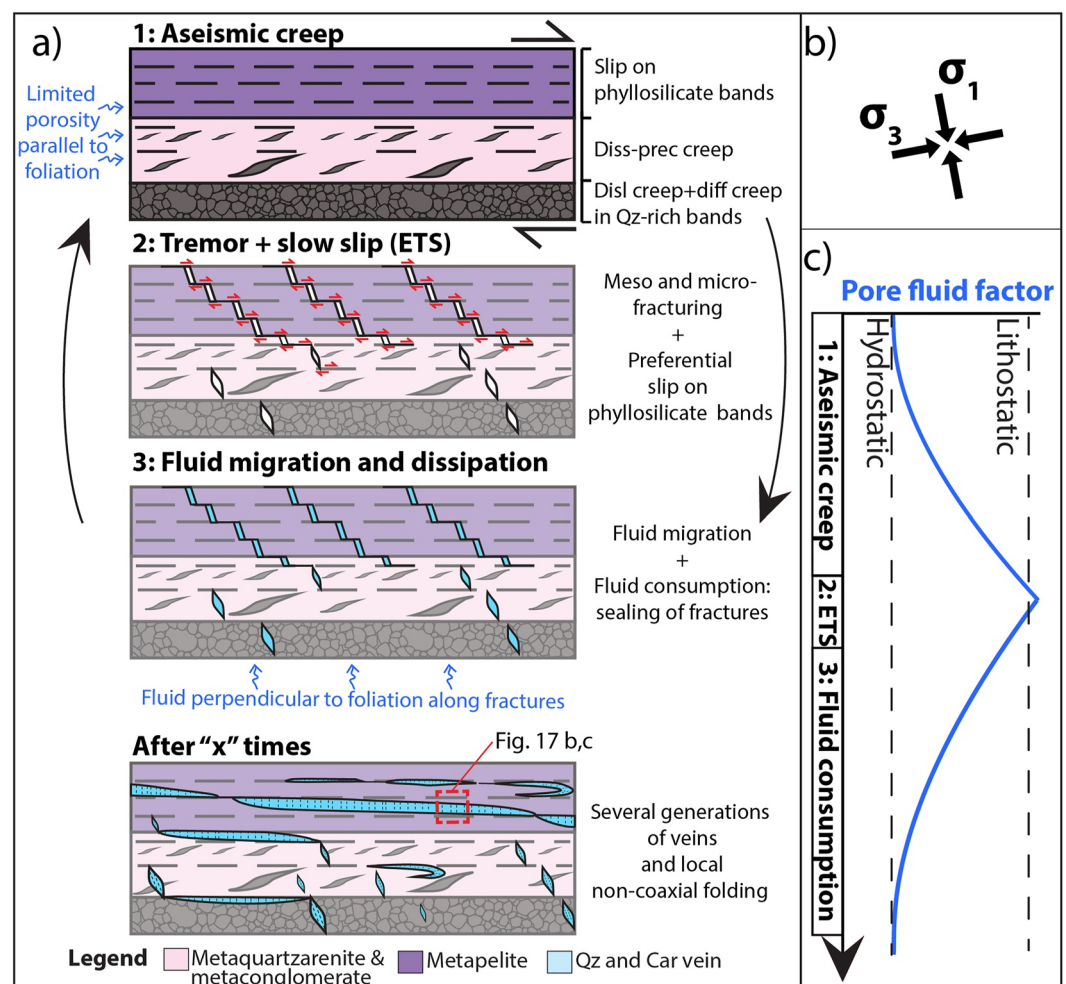 a)
1: Aseismic creep
Limited
porosity
parallel to
foliation
Slip on
phyllosilicate bands
Diss-prec creep
Disl creep+diff creep
in Qz-rich bands
2: Tremor + slow slip (ETS)
Meso and micro-
fracturing
+
Preferential
slip on
phyllosilicate bands
3: Fluid migration and dissipation
Fluid migration
+
Fluid consumption:
sealing of fractures
Fluid perpendicular to foliation along fractures
After “x” times
Fig. 17 b,c
Several generations
of veins
and local
non-coaxial folding
Legend
Metaquartzarenite &
metaconglomerate
Metapelite
Qz and Car vein
b)
σ1
σ3
c)
Pore fluid factor
Hydrostatic
Lithostatic
1: Aseismic creep
2: ETS
3: Fluid consumption